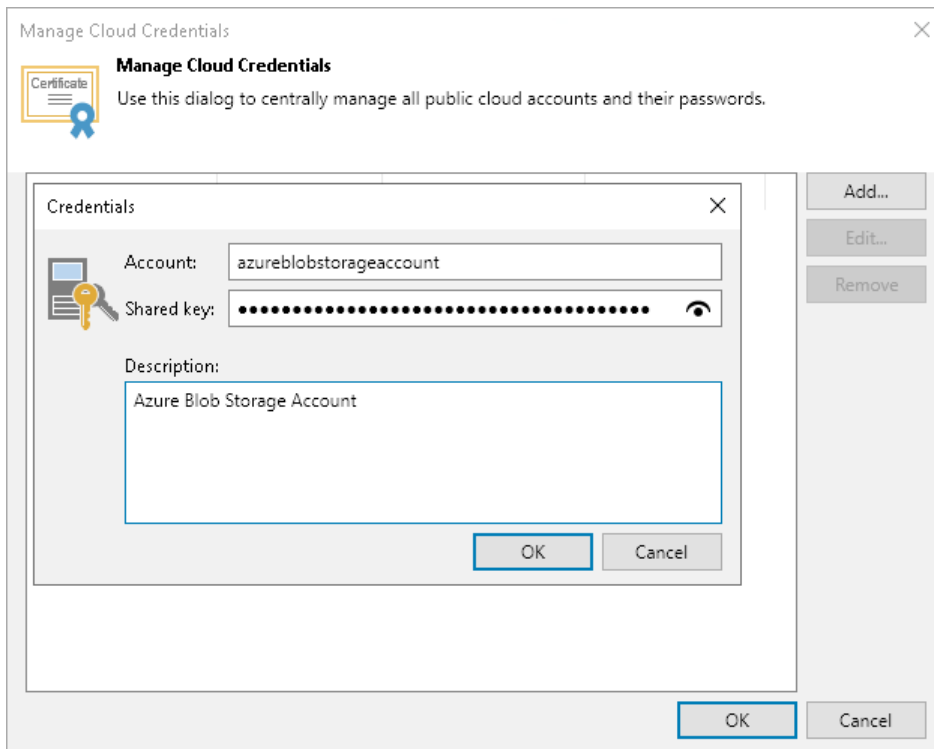 Manage Cloud Credentials
Certificate
Manage Cloud Credentials
Use this dialog to centrally manage all public cloud accounts and their passwords.
Add...
Edit...
Remove
Credentials
Account: azureblobstorageaccount
Shared key: ●●●●●●●●●●●●●●●●●●●●●●●●●●●●●●●●●●●●●●
Description:
Azure Blob Storage Account
OK Cancel
OK Cancel